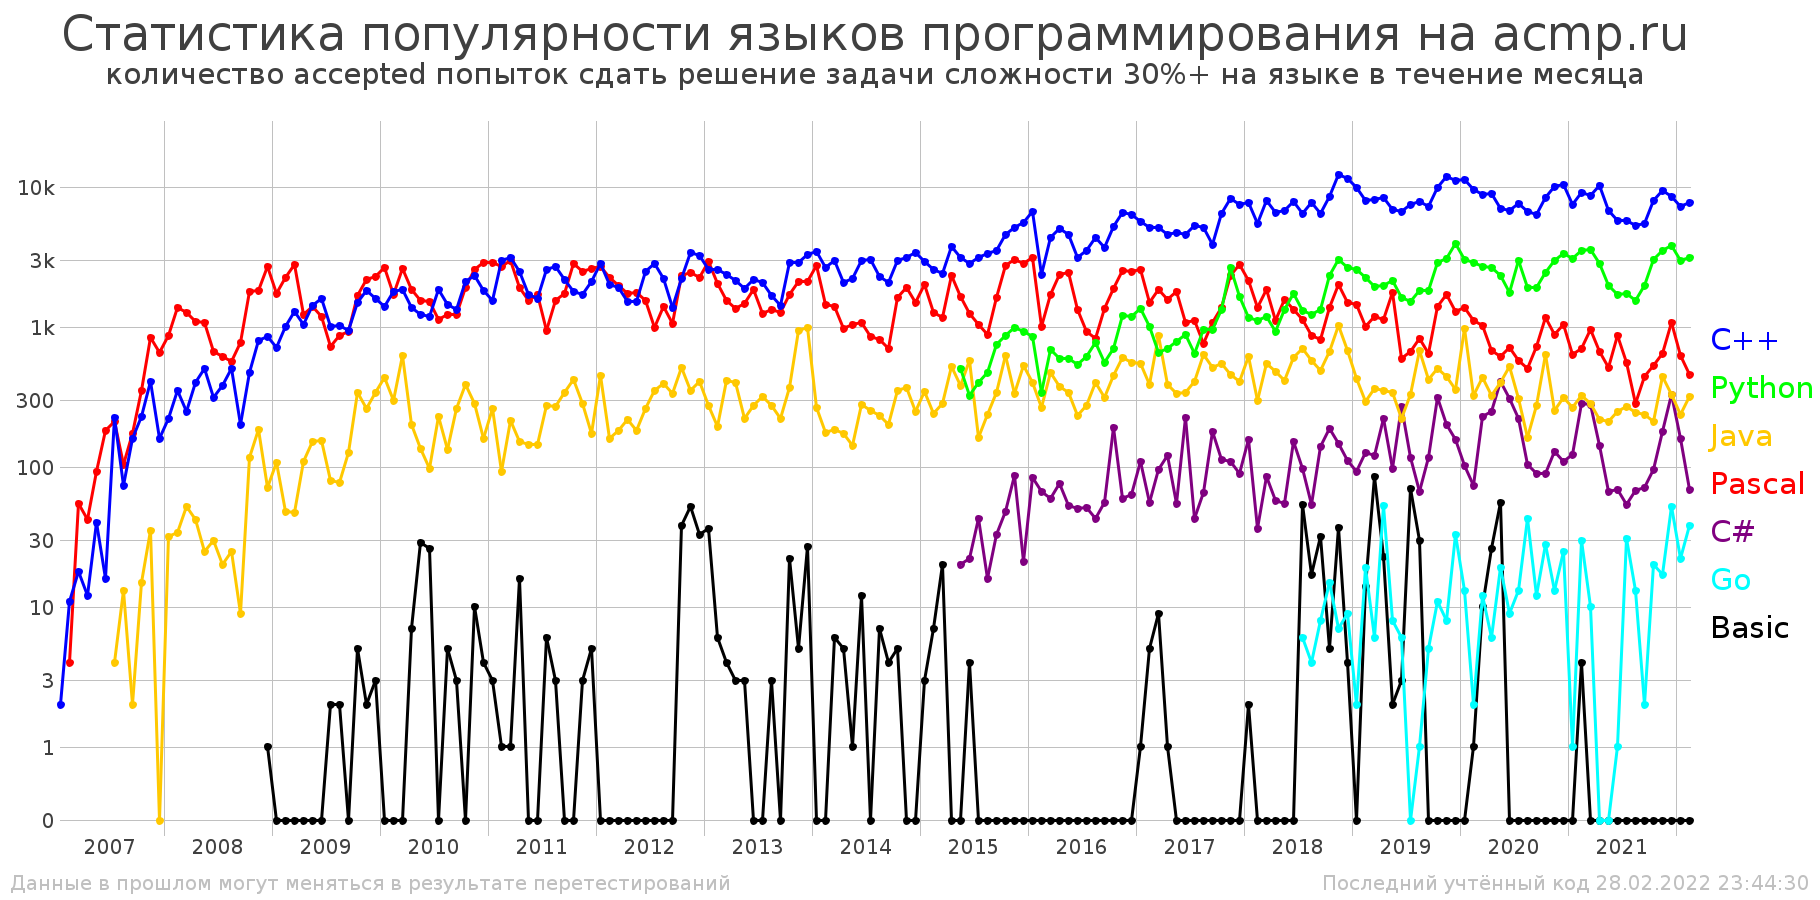 Статистика популярности языков программирования на acmp.ru
количество accepted попыток сдать решение задачи сложности 30%+ на языке в течение месяца
10k
3k
1k
300
100
30
10
3
1
0
C++
Python
Java
Pascal
C#
Go
Basic
2007 2008 2009 2010 2011 2012 2013 2014 2015 2016 2017 2018 2019 2020 2021
Данные в прошлом могут меняться в результате перетестирований
Последний учтённый код 28.02.2022 23:44:30